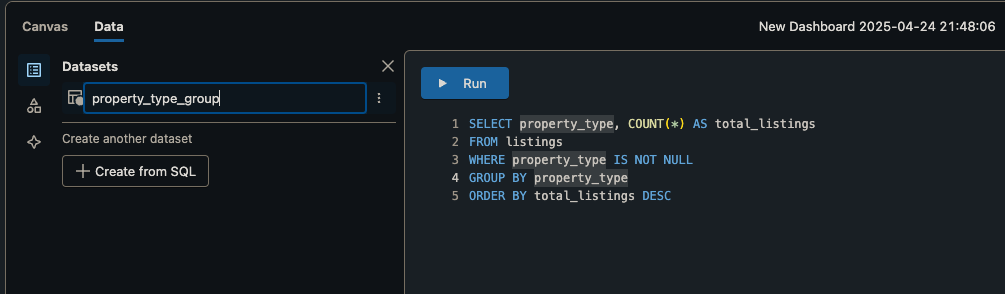 Canvas Data New Dashboard 2025-04-24 21:48:06
Datasets
property_type_group
Create another dataset
Create from SQL
Run
1 SELECT property_type, COUNT(*) AS total_listings
2 FROM listings
3 WHERE property_type IS NOT NULL
4 GROUP BY property_type
5 ORDER BY total_listings DESC